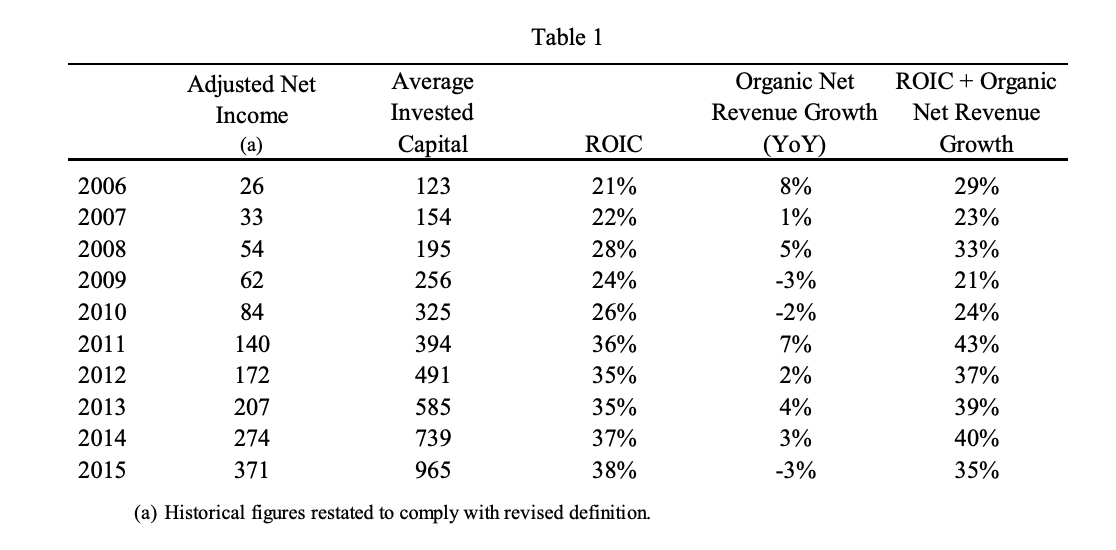 Table 1
Adjusted Net Income (a) Average Invested Capital ROIC Organic Net Revenue Growth (YoY) ROIC + Organic Net Revenue Growth
2006 26 123 21% 8% 29%
2007 33 154 22% 1% 23%
2008 54 195 28% 5% 33%
2009 62 256 24% -3% 21%
2010 84 325 26% -2% 24%
2011 140 394 36% 7% 43%
2012 172 491 35% 2% 37%
2013 207 585 35% 4% 39%
2014 274 739 37% 3% 40%
2015 371 965 38% -3% 35%
(a) Historical figures restated to comply with revised definition.